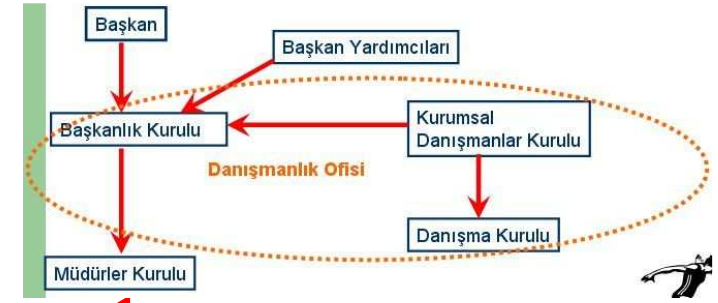 Başkan
Başkan Yardımcıları
Başkanlık Kurulu
Kurumsal
Danışmanlar Kurulu
Danışmanlık Ofisi
Danışma Kurulu
Müdürler Kurulu